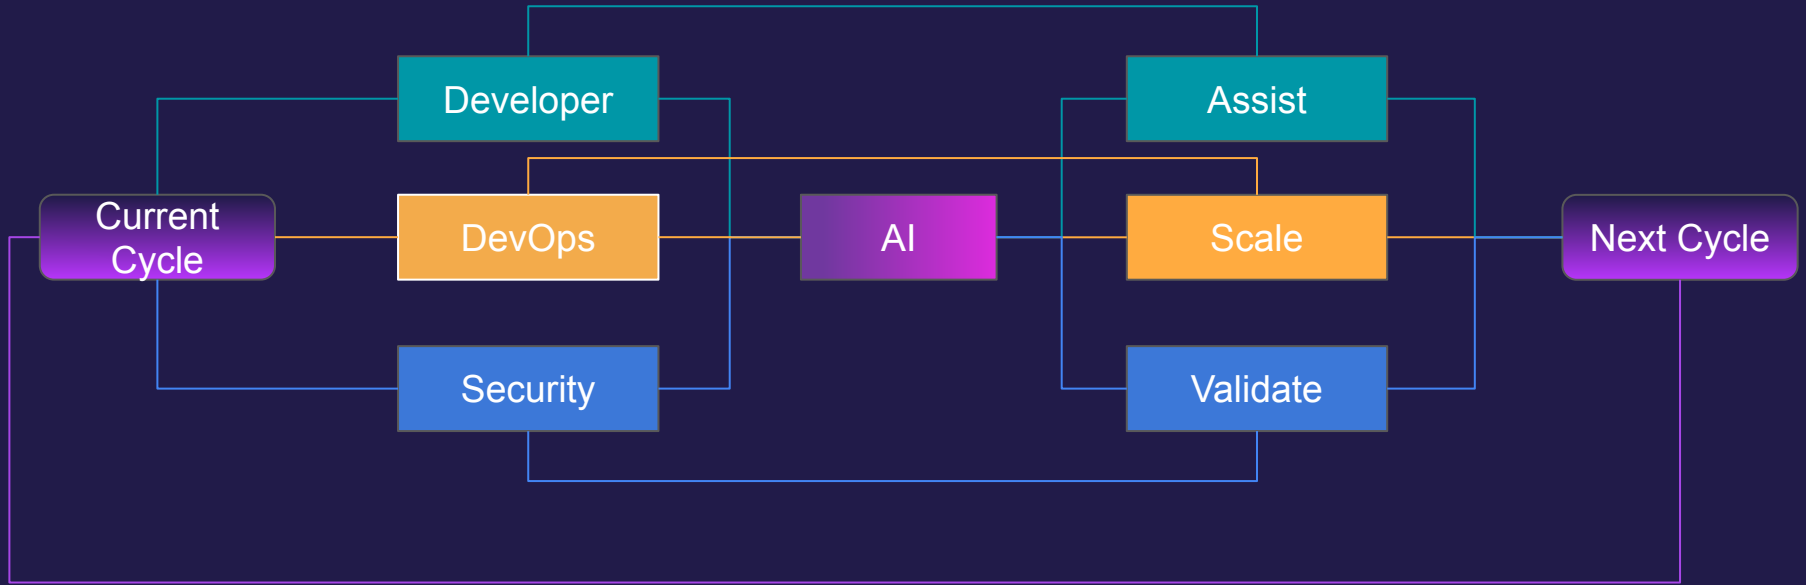 Developer
Assist
Current
Cycle
DevOps
AI
Scale
Next Cycle
Security
Validate